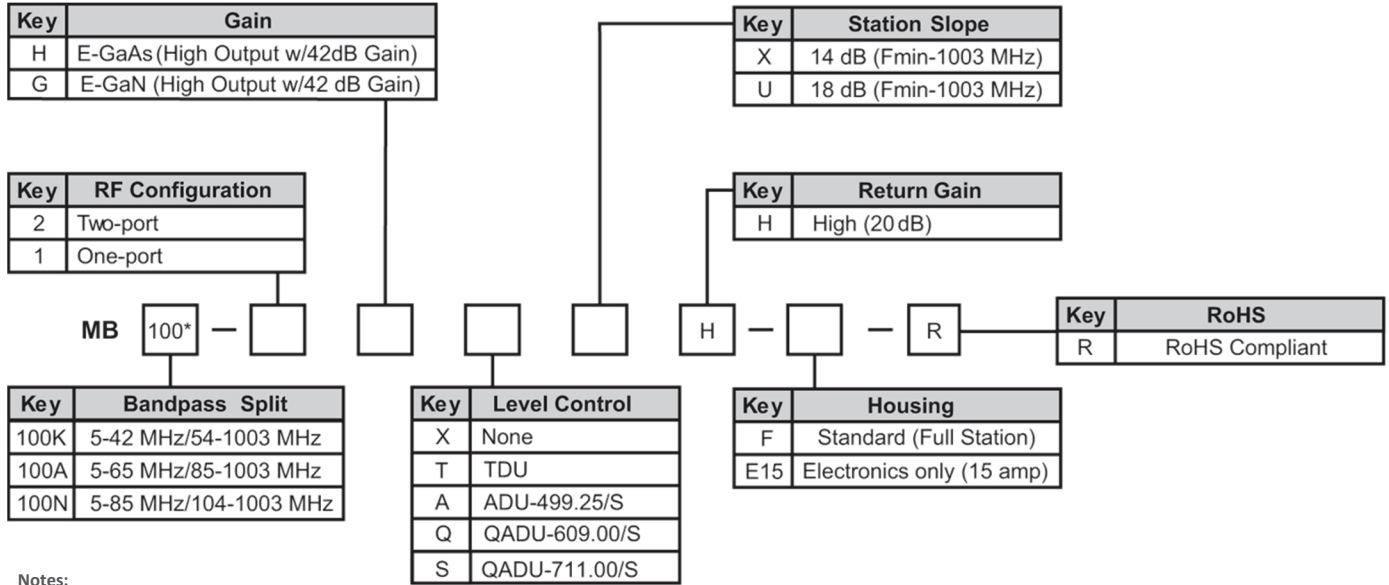 Key Gain
H E-GaAs (High Output w/42dB Gain)
G E-GaN (High Output w/42 dB Gain)
Key Station Slope
X 14 dB (Fmin-1003 MHz)
U 18 dB (Fmin-1003 MHz)
Key RF Configuration
2 Two-port
1 One-port
Key Return Gain
H High (20 dB)
MB 100* — H — — R
Key RoHS
R RoHS Compliant
Key Bandpass Split
100K 5-42 MHz/54-1003 MHz
100A 5-65 MHz/85-1003 MHz
100N 5-85 MHz/104-1003 MHz
Key Level Control
X None
T TDU
A ADU-499.25/S
Q QADU-609.00/S
S QADU-711.00/S
Key Housing
F Standard (Full Station)
E15 Electronics only (15 amp)
Notes: